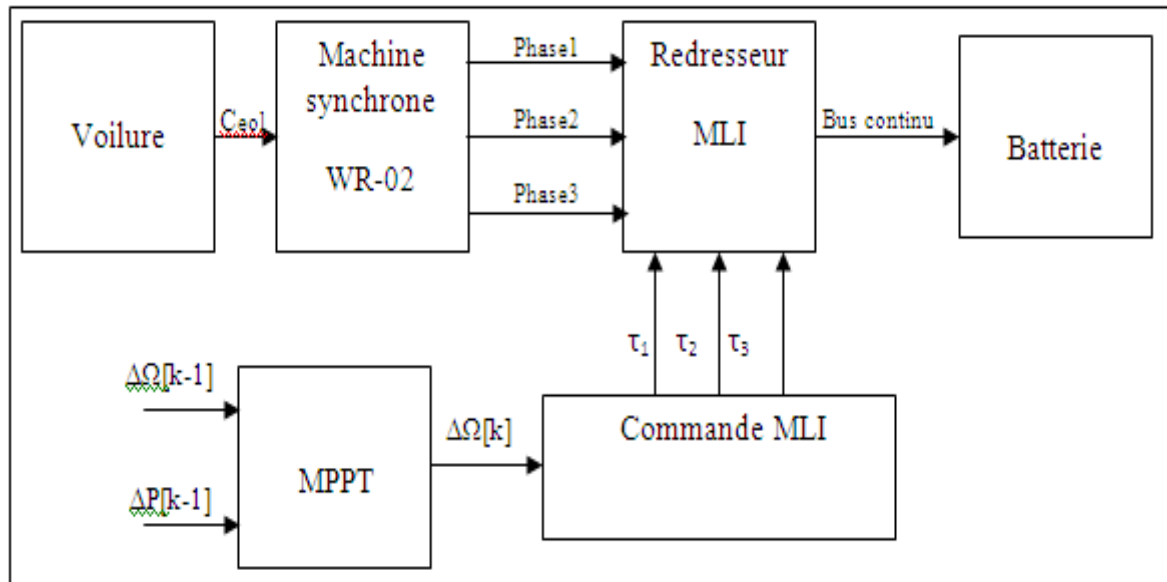 Voilure
Ceol
Machine
synchrone
WR-02
Phase1
Phase2
Phase3
Redresseur
MLI
Bus continu
Batterie
τ₁
τ₂
τ₃
ΔΩ[k-1]
ΔP[k-1]
MPPT
ΔΩ[k]
Commande MLI